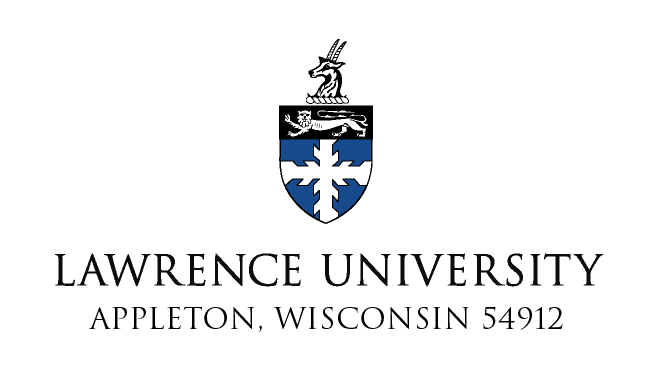 LAWRENCE UNIVERSITY
APPLETON, WISCONSIN 54912